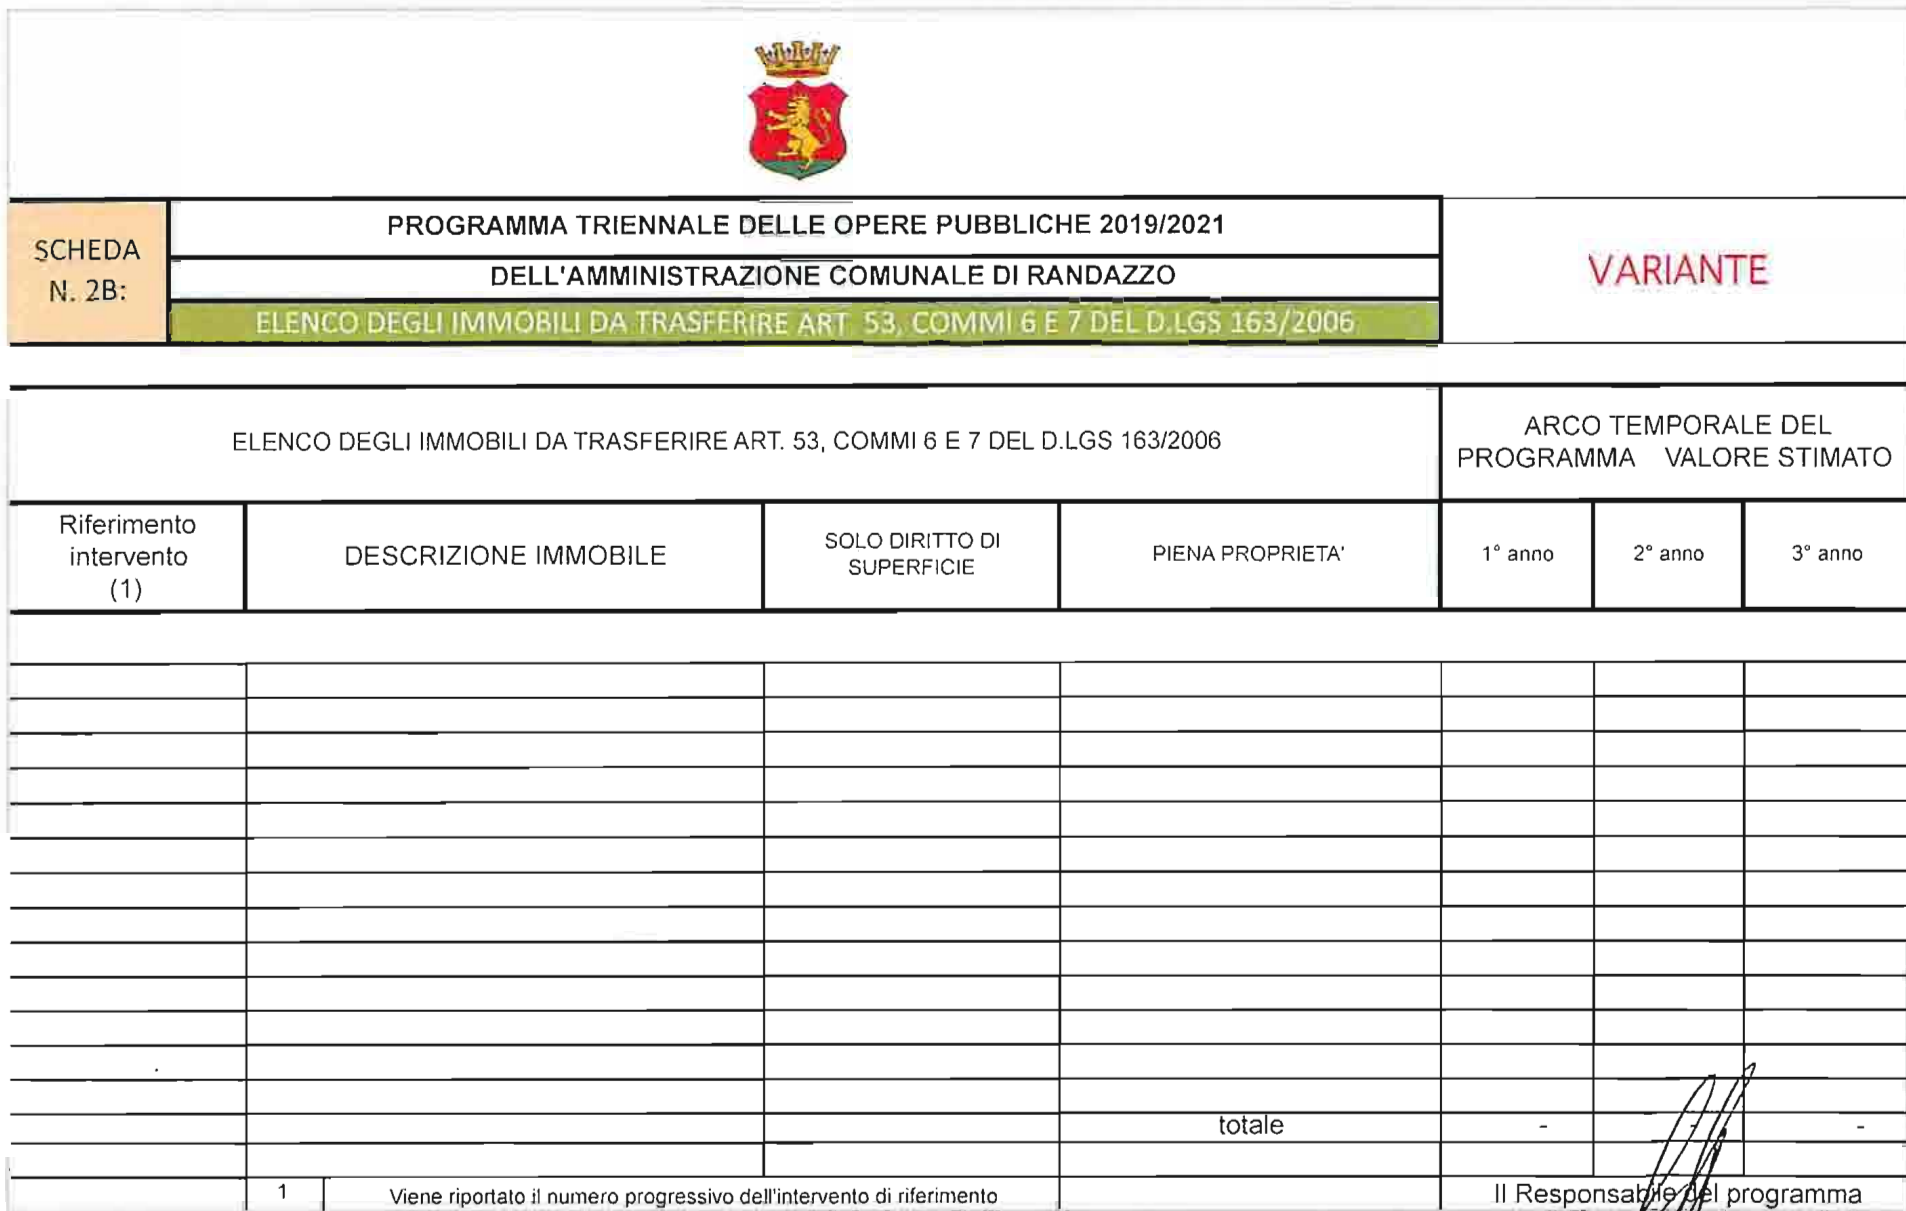 SCHEDA
N. 2B:
PROGRAMMA TRIENNALE DELLE OPERE PUBBLICHE 2019/2021
DELL'AMMINISTRAZIONE COMUNALE DI RANDAZZO
ELENCO DEGLI IMMOBILI DA TRASFERIRE ART 53, COMMI 6 E 7 DEL D.LGS 163/2006
VARIANTE
ELENCO DEGLI IMMOBILI DA TRASFERIRE ART. 53, COMMI 6 E 7 DEL D.LGS 163/2006
ARCO TEMPORALE DEL
PROGRAMMA VALORE STIMATO
Riferimento
intervento
(1)
DESCRIZIONE IMMOBILE
SOLO DIRITTO DI
SUPERFICIE
PIENA PROPRIETA'
1° anno
2° anno
3° anno
totale - - -
1 Viene riportato il numero progressivo dell'intervento di riferimento
Il Responsabile del programma